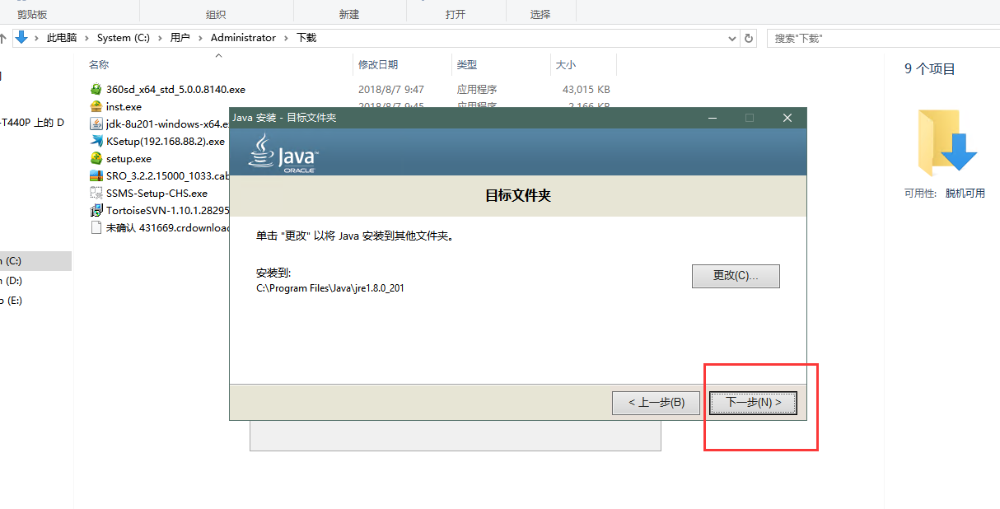 剪贴板 组织 新建 打开 选择
此电脑 › System (C:) › 用户 › Administrator › 下载
搜索"下载"
名称 修改日期 类型 大小
9 个项目
360sd_x64_std_5.0.0.8140.exe 2018/8/7 9:47 应用程序 43,015 KB
inst.exe 2018/8/7 9:45 应用程序 2,166 KB
Java 安装 - 目标文件夹
-T440P 上的 D
jdk-8u201-windows-x64.e
KSetup(192.168.88.2).exe
Java™
ORACLE
setup.exe
SRO_3.2.2.15000_1033.cab
SSMS-Setup-CHS.exe
目标文件夹
可用性: 脱机可用
TortoiseSVN-1.10.1.28295
未确认 431669.crdownload
单击 "更改" 以将 Java 安装到其他文件夹。
(C:)
安装到:
更改(C)...
(D:)
C:\Program Files\Java\jre1.8.0_201
(E:)
< 上一步(B) 下一步(N) >